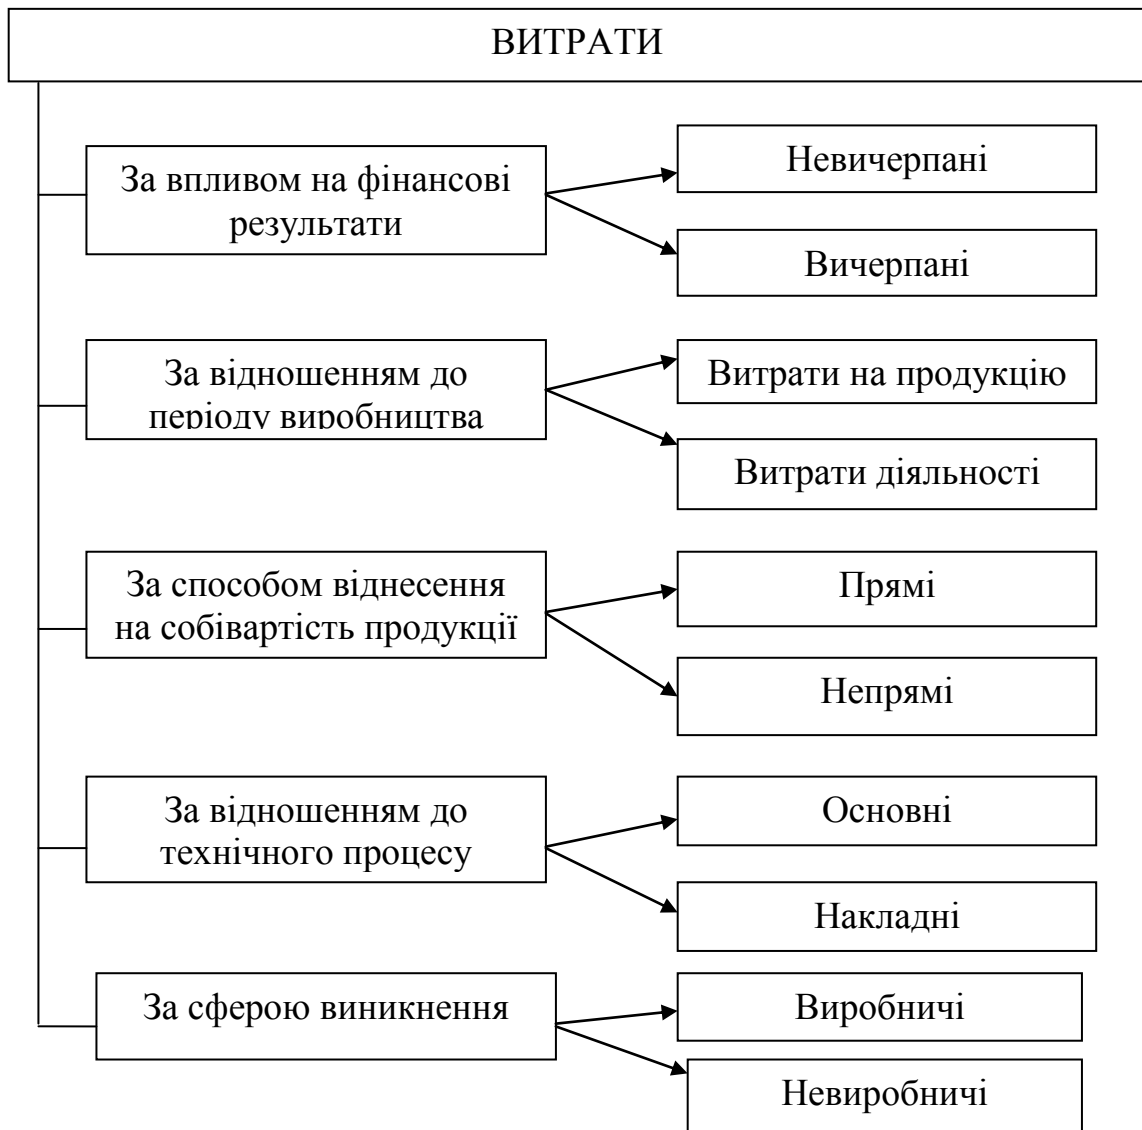 ВИТРАТИ
За впливом на фінансові
результати
Невичерпані
Вичерпані
За відношенням до
періоду виробництва
Витрати на продукцію
Витрати діяльності
За способом віднесення
на собівартість продукції
Прямі
Непрямі
За відношенням до
технічного процесу
Основні
Накладні
За сферою виникнення
Виробничі
Невиробничі